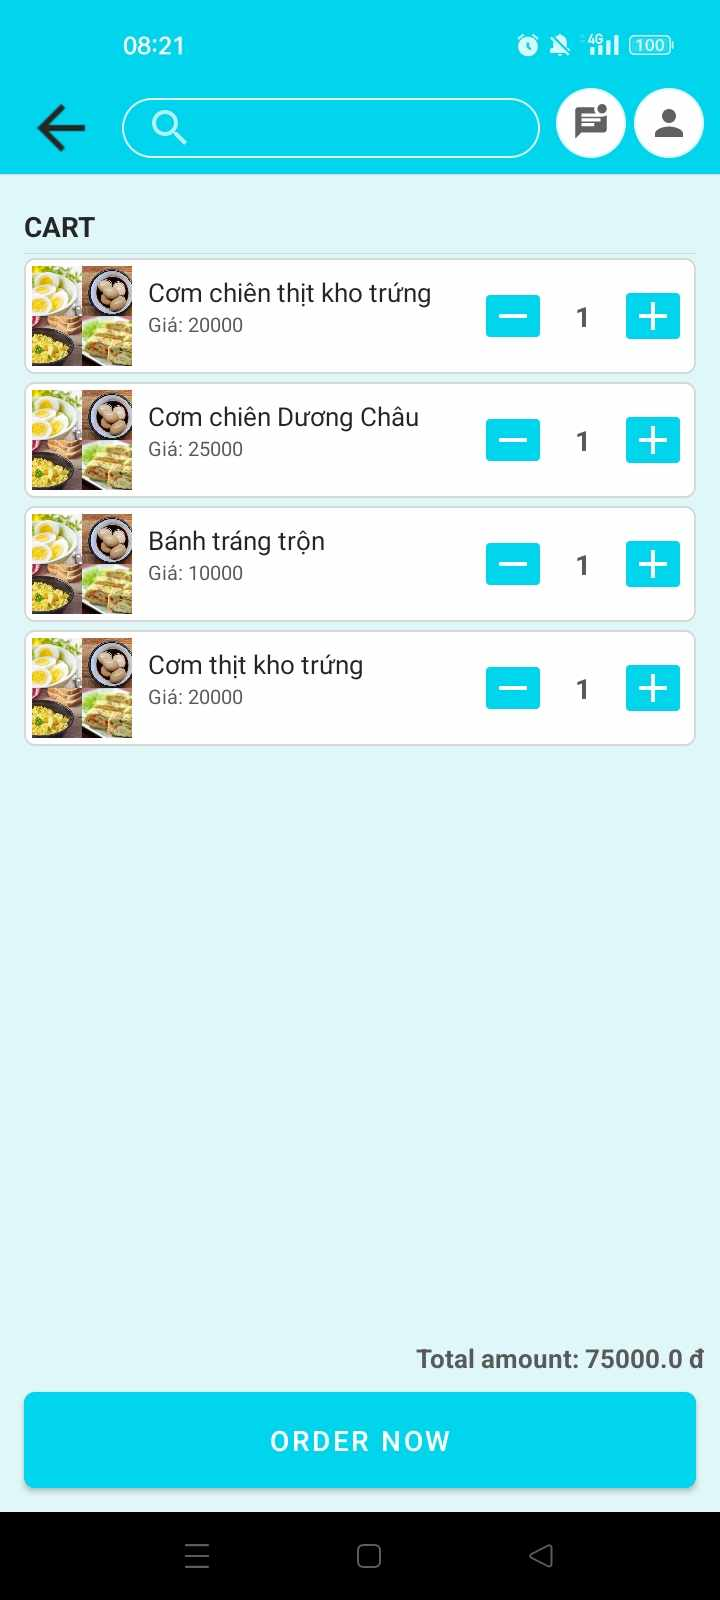 08:21
4G
100
CART
Cơm chiên thịt kho trứng
Giá: 20000
1
Cơm chiên Dương Châu
Giá: 25000
1
Bánh tráng trộn
Giá: 10000
1
Cơm thịt kho trứng
Giá: 20000
1
Total amount: 75000.0 đ
ORDER NOW